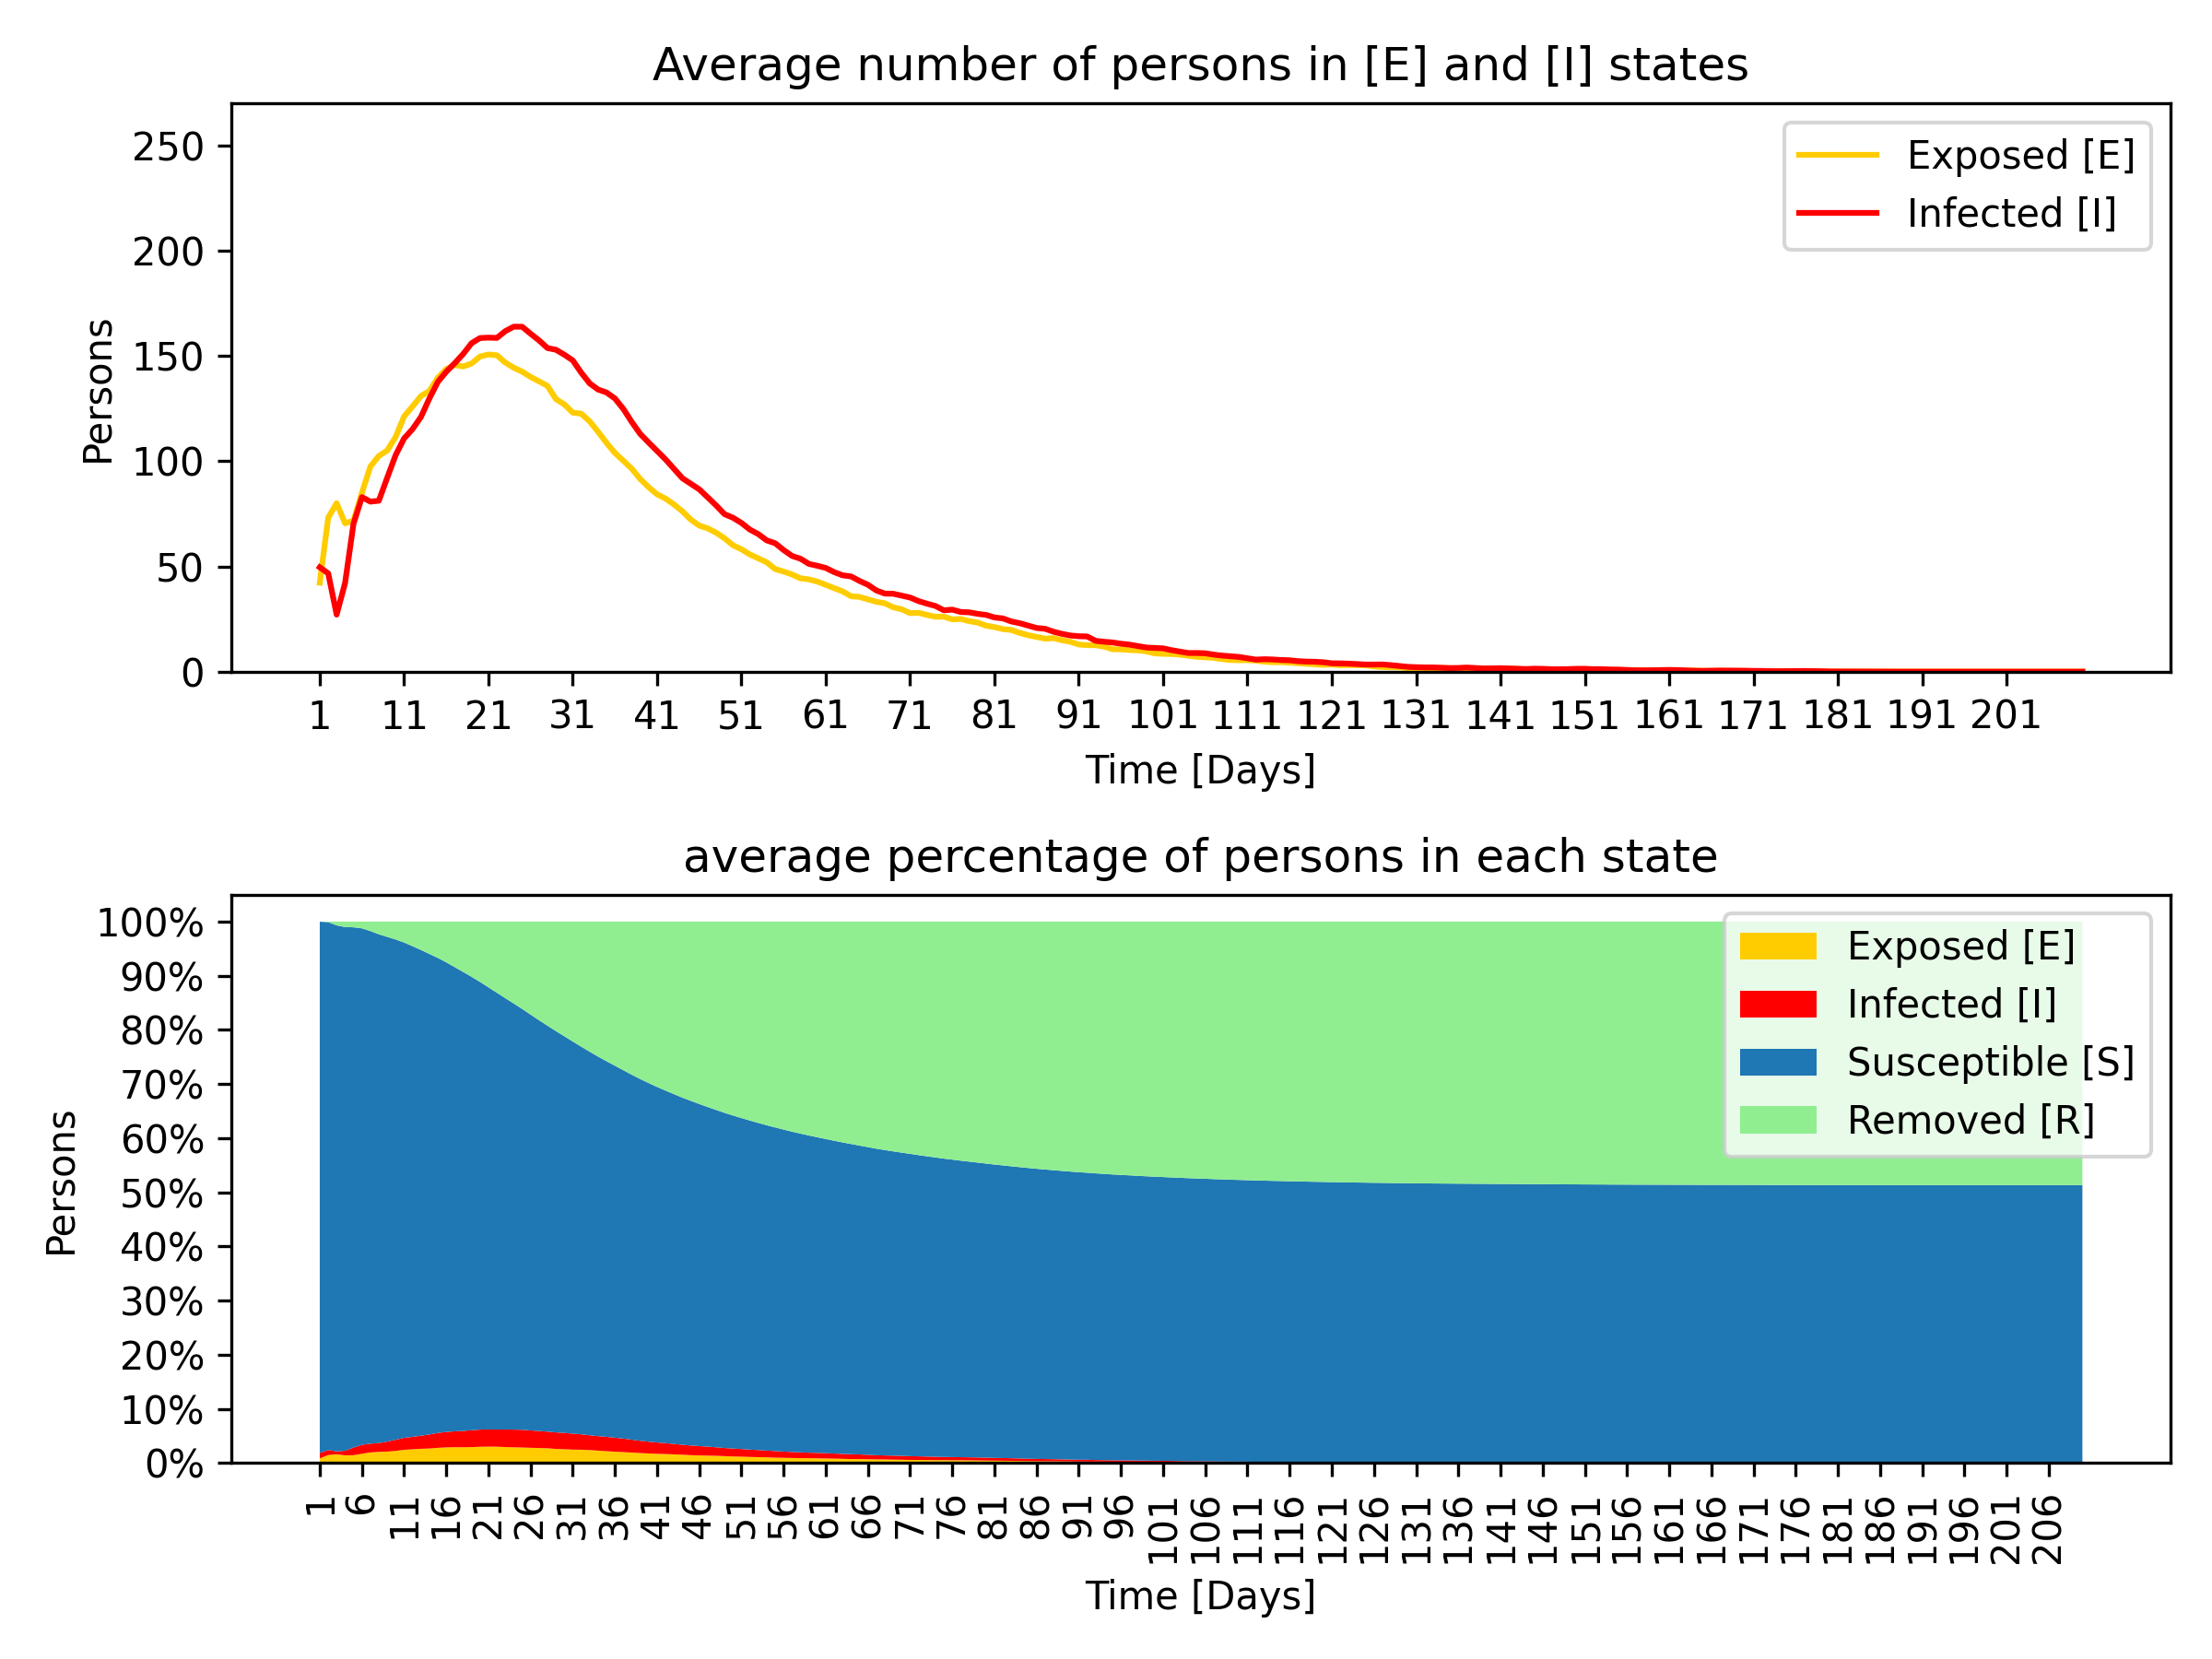 Average number of persons in [E] and [I] states
250
200
150
100
50
0
Persons
Exposed [E]
Infected [I]
1 11 21 31 41 51 61 71 81 91 101 111 121 131 141 151 161 171 181 191 201
Time [Days]
average percentage of persons in each state
100%
90%
80%
70%
60%
50%
40%
30%
20%
10%
0%
Persons
Exposed [E]
Infected [I]
Susceptible [S]
Removed [R]
1 6 11 16 21 26 31 36 41 46 51 56 61 66 71 76 81 86 91 96 101 106 111 116 121 126 131 136 141 146 151 156 161 166 171 176 181 186 191 196 201 206
Time [Days]